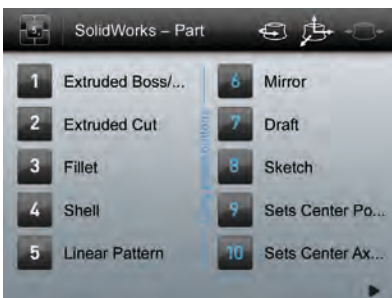 SolidWorks – Part
1 Extruded Boss/...
2 Extruded Cut
3 Fillet
4 Shell
5 Linear Pattern
buttons
6 Mirror
7 Draft
8 Sketch
9 Sets Center Po...
10 Sets Center Ax...